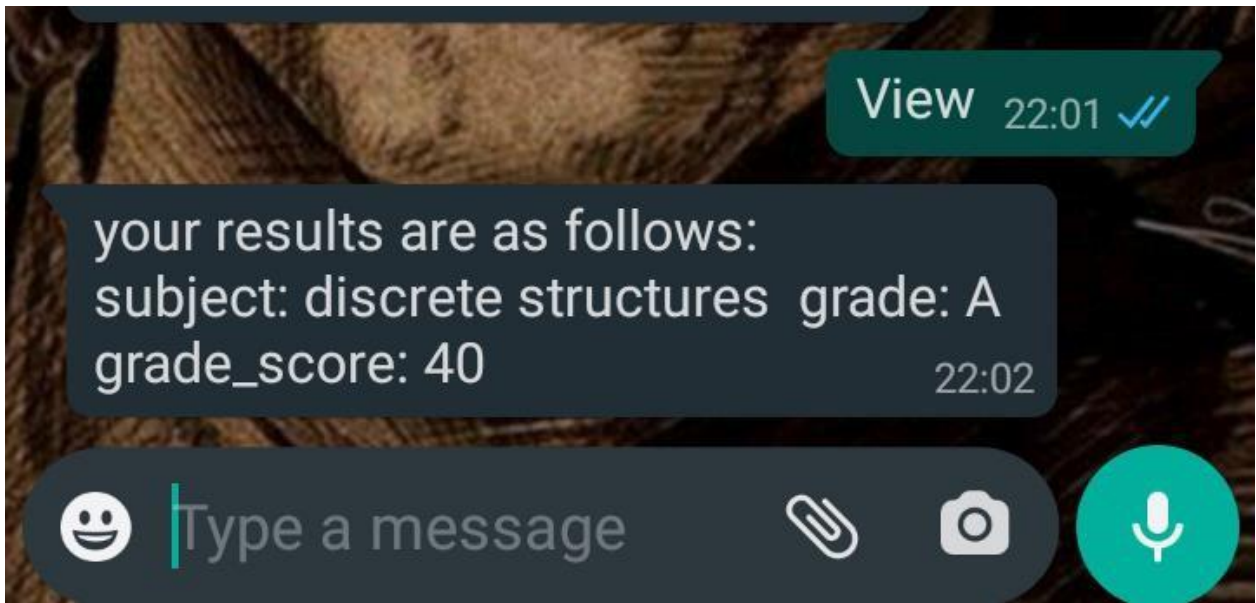 View 22:01
your results are as follows:
subject: discrete structures grade: A
grade_score: 40
22:02
Type a message